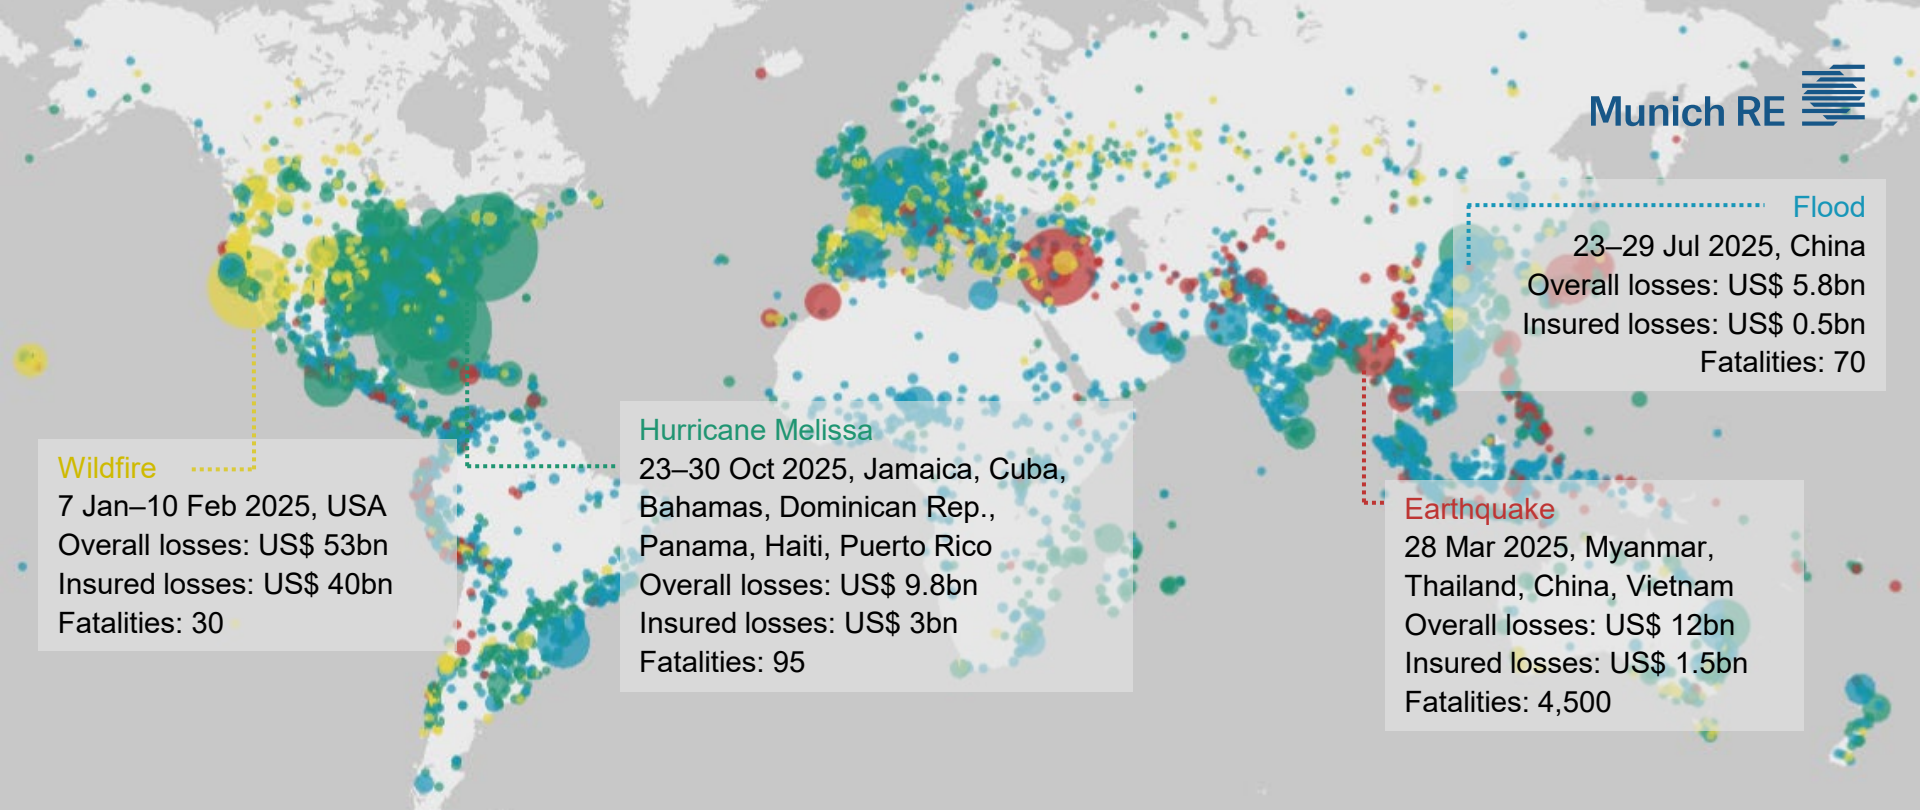 Munich RE
Flood
23–29 Jul 2025, China
Overall losses: US$ 5.8bn
Insured losses: US$ 0.5bn
Fatalities: 70
Wildfire
7 Jan–10 Feb 2025, USA
Overall losses: US$ 53bn
Insured losses: US$ 40bn
Fatalities: 30
Hurricane Melissa
23–30 Oct 2025, Jamaica, Cuba,
Bahamas, Dominican Rep.,
Panama, Haiti, Puerto Rico
Overall losses: US$ 9.8bn
Insured losses: US$ 3bn
Fatalities: 95
Earthquake
28 Mar 2025, Myanmar,
Thailand, China, Vietnam
Overall losses: US$ 12bn
Insured losses: US$ 1.5bn
Fatalities: 4,500